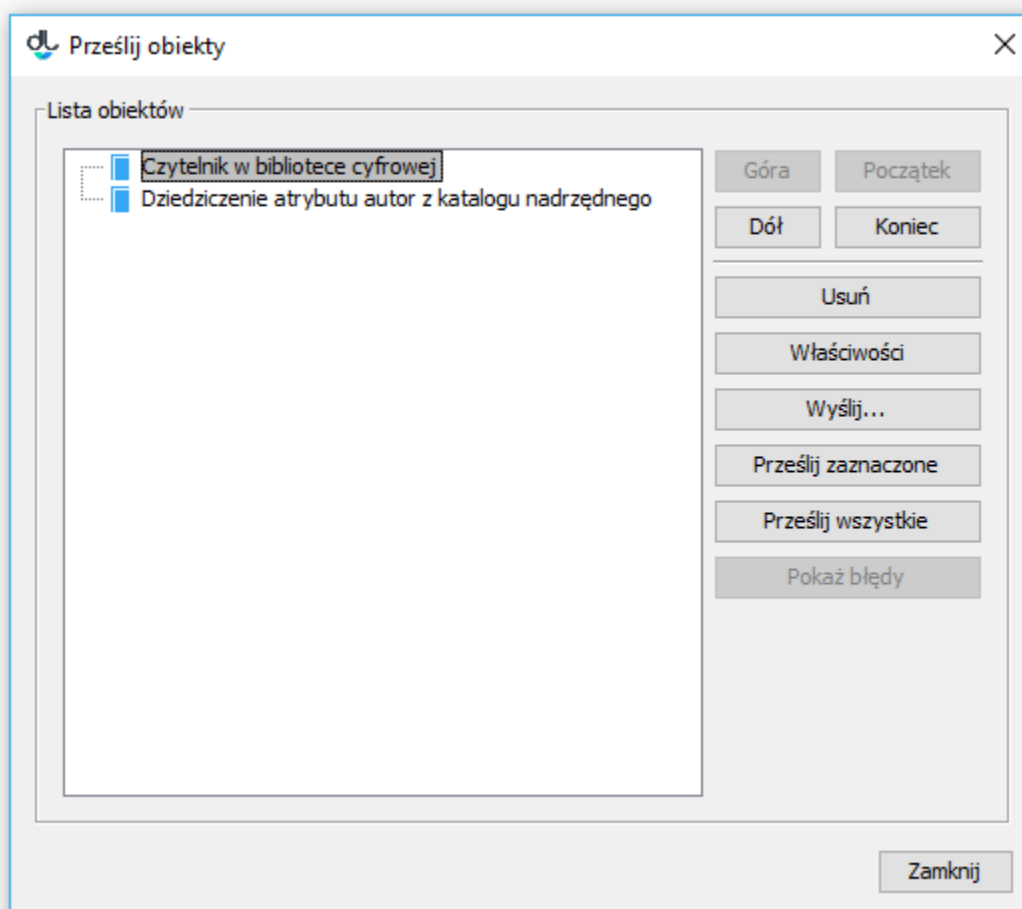 Prześlij obiekty
Lista obiektów
Czytelnik w bibliotece cyfrowej
Dziedziczenie atrybutu autor z katalogu nadrzędnego
Góra Początek
Dół Koniec
Usuń
Właściwości
Wyślij...
Prześlij zaznaczone
Prześlij wszystkie
Pokaż błędy
Zamknij